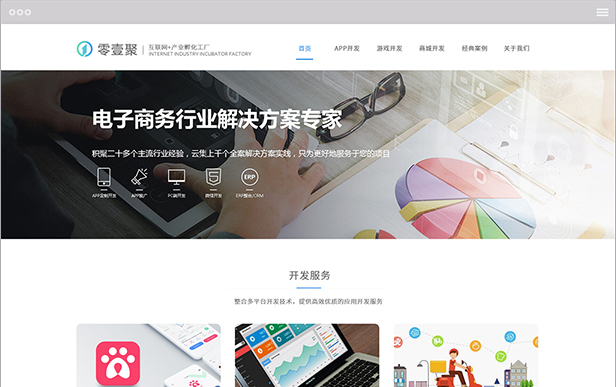 零壹聚
互联网+产业孵化工厂
INTERNET INDUSTRY INCUBATOR FACTORY
首页 APP开发 游戏开发 商城开发 经典案例 关于我们
电子商务行业解决方案专家
积聚二十多个主流行业经验，云集上千个全案解决方案实践，只为更好地服务于您的项目
ERP
APP定制开发 APP推广 PC端开发 微信开发 ERP整合/CRM
开发服务
整合多平台开发技术，提供高效优质的应用开发服务